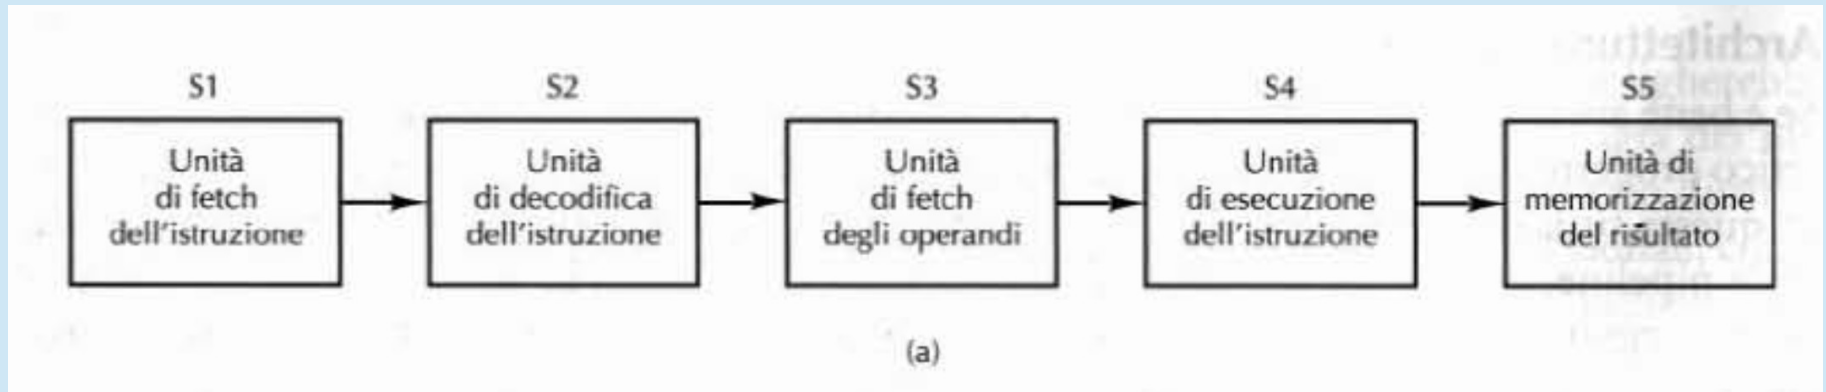 S1
Unità
di fetch
dell'istruzione
S2
Unità
di decodifica
dell'istruzione
S3
Unità
di fetch
degli operandi
S4
Unità
di esecuzione
dell'istruzione
S5
Unità di
memorizzazione
del risultato
(a)